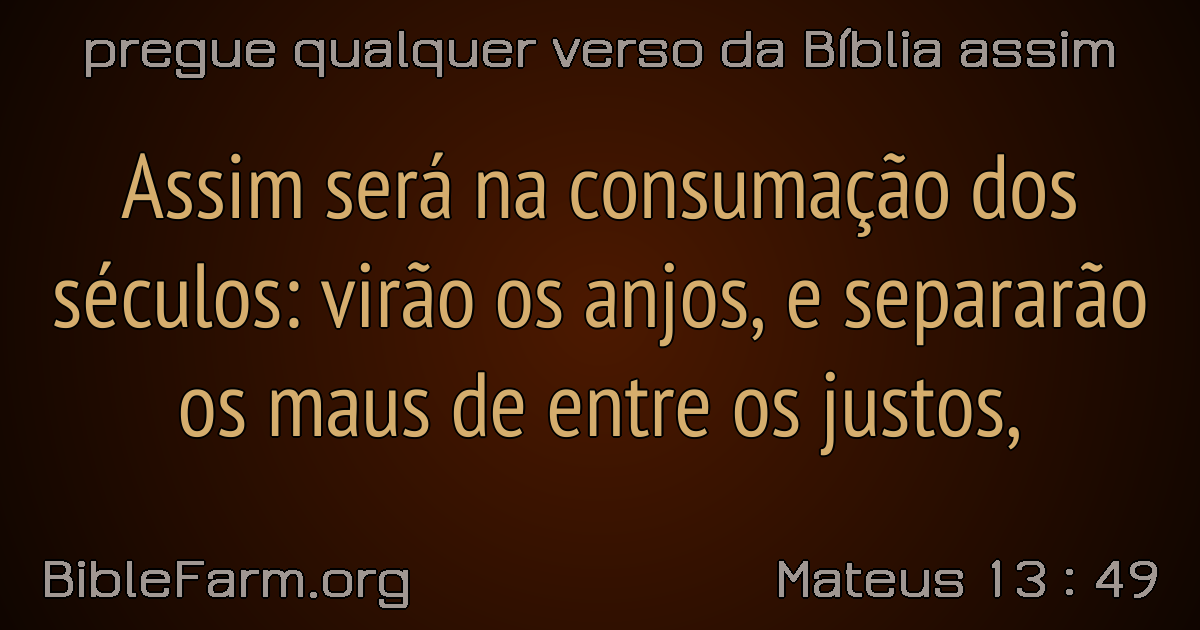 pregue qualquer verso da Bíblia assim
Assim será na consumação dos
séculos: virão os anjos, e separarão
os maus de entre os justos,
BibleFarm.org
Mateus 13 : 49